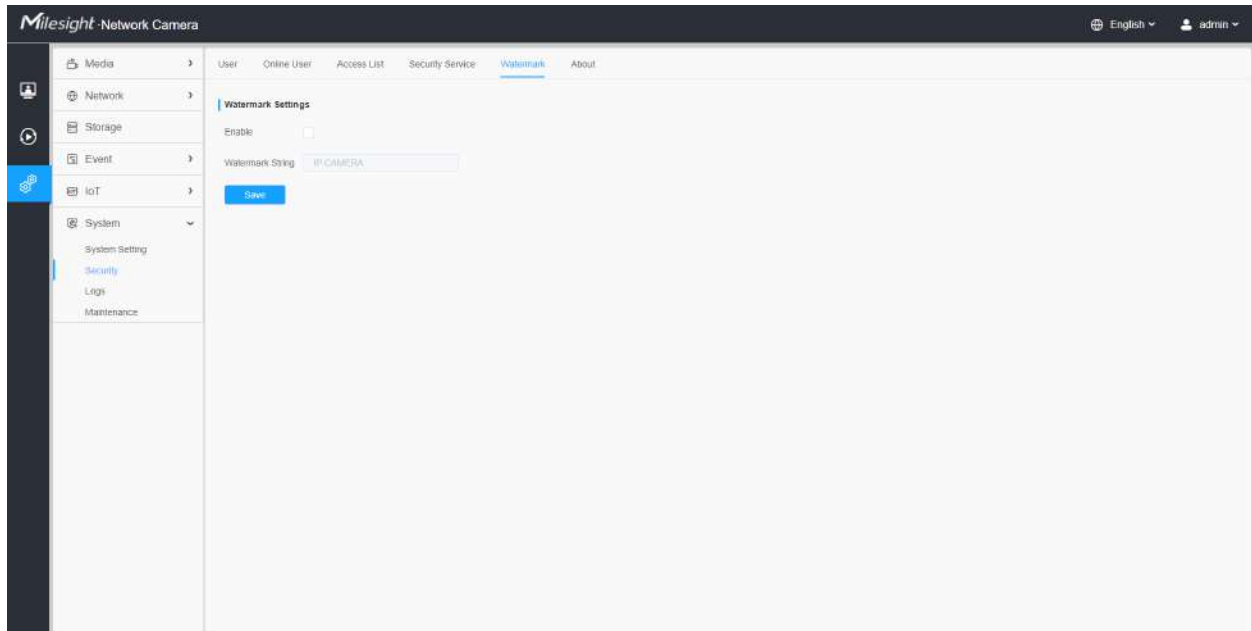 Milesight Network Camera
English
admin
Media
Network
Storage
Event
IoT
System
System Setting
Security
Logs
Maintenance
User Online User Access List Security Service Watermark About
Watermark Settings
Enable
Watermark String IP CAMERA
Save